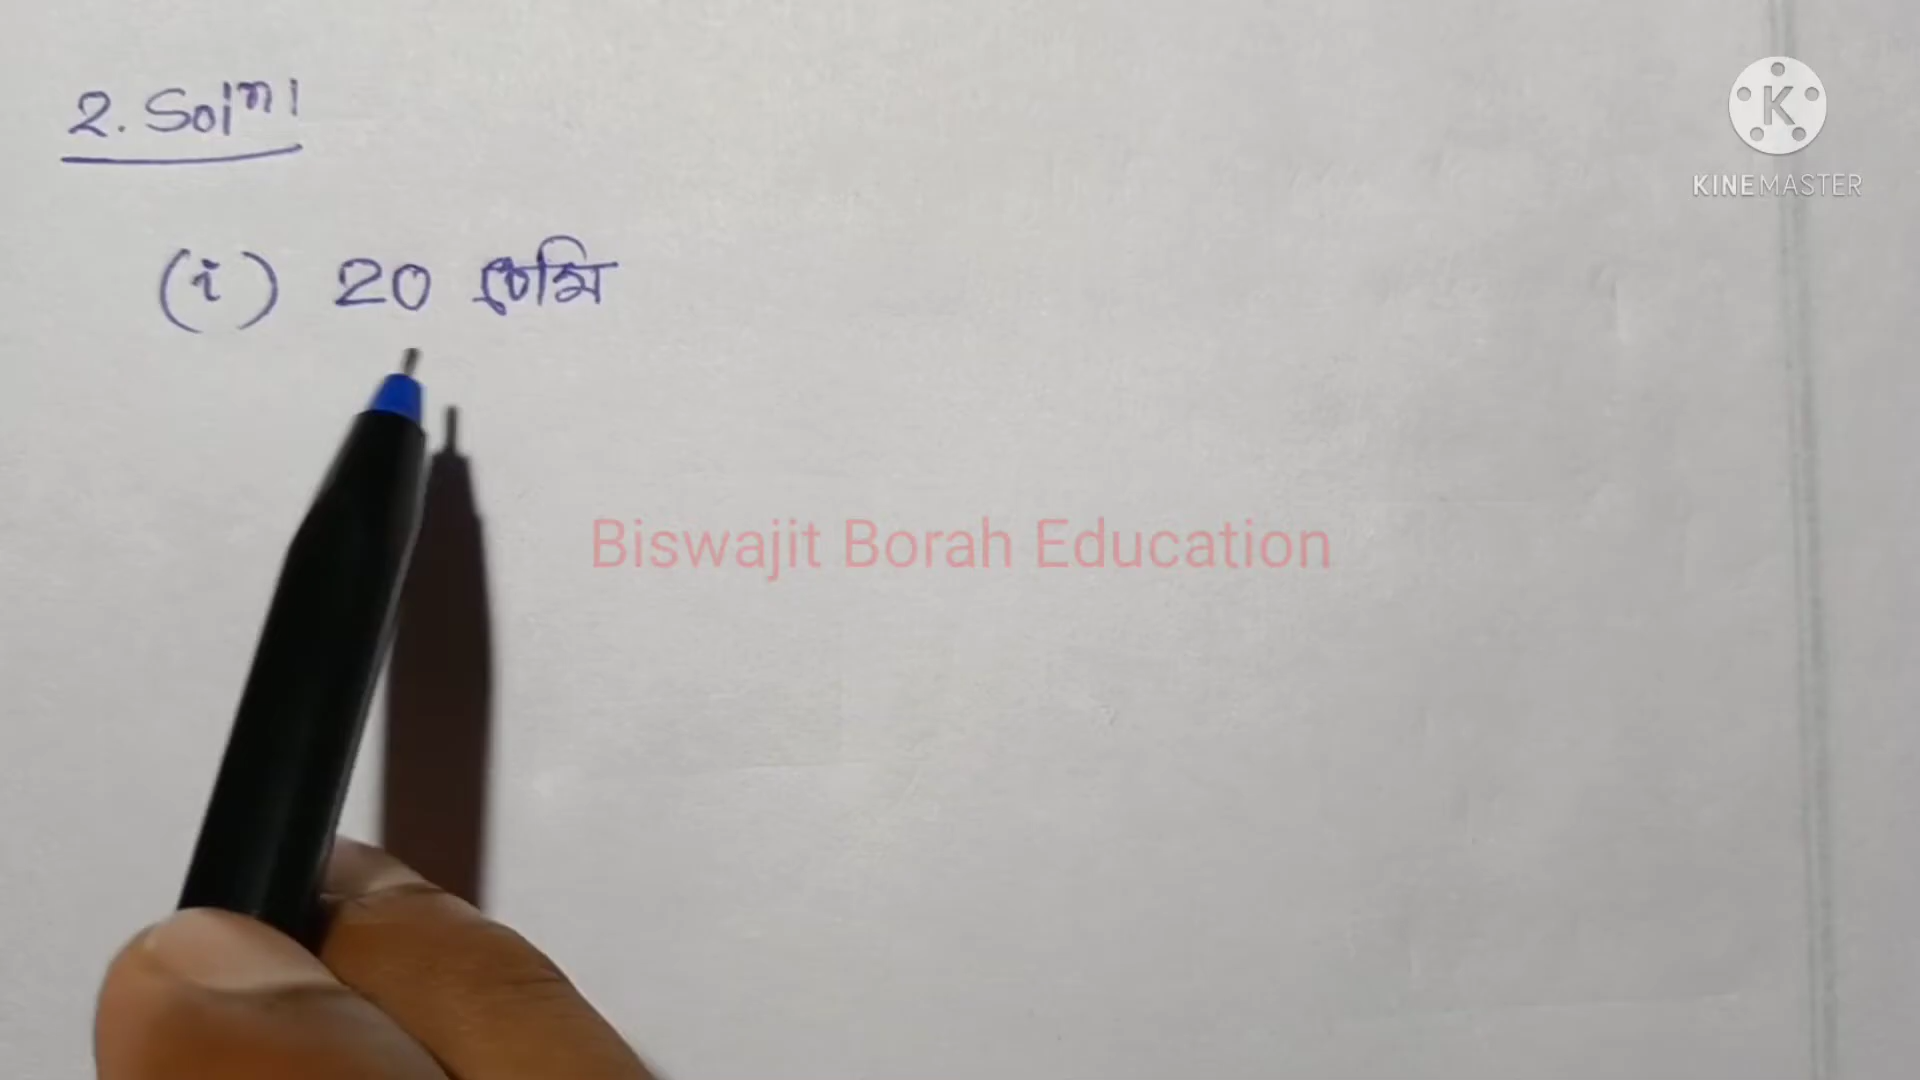 2. Soln!
KINEMASTER
(i) 20 চেমি
Biswajit Borah Education